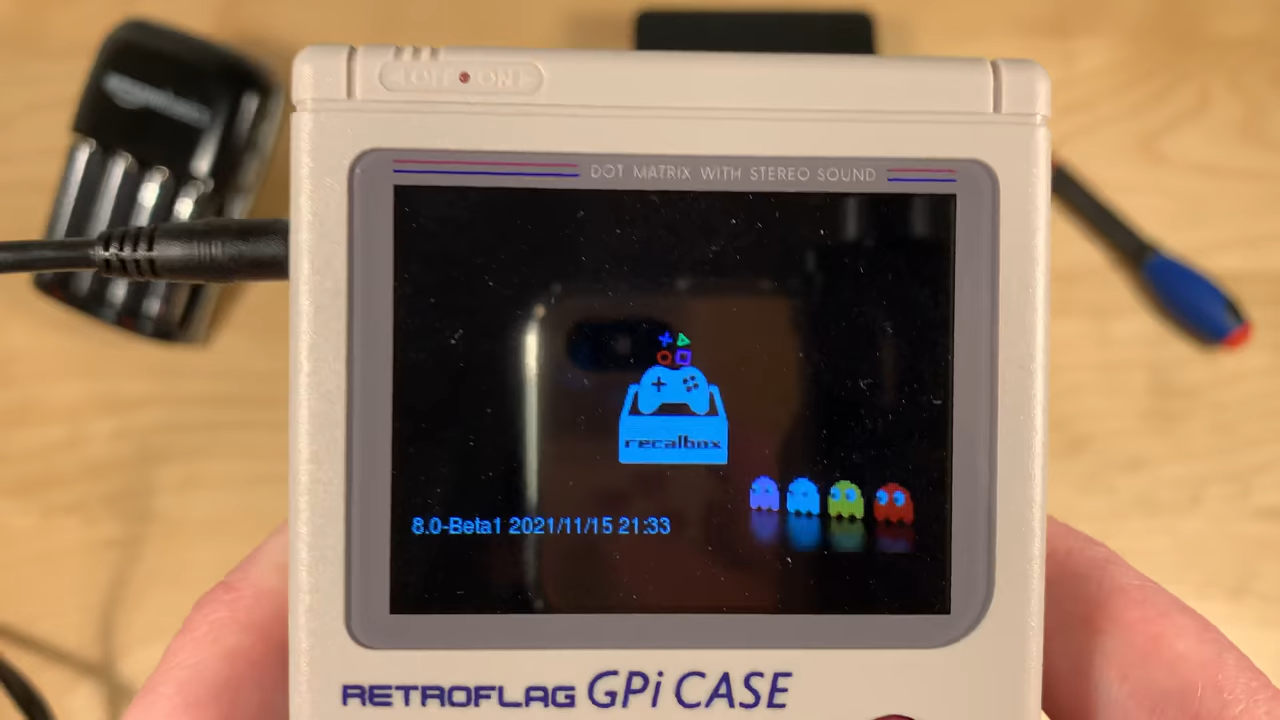 OFF ON
DOT MATRIX WITH STEREO SOUND
recalbox
8.0-Beta1 2021/11/15 21:33
RETROFLAG GPi CASE